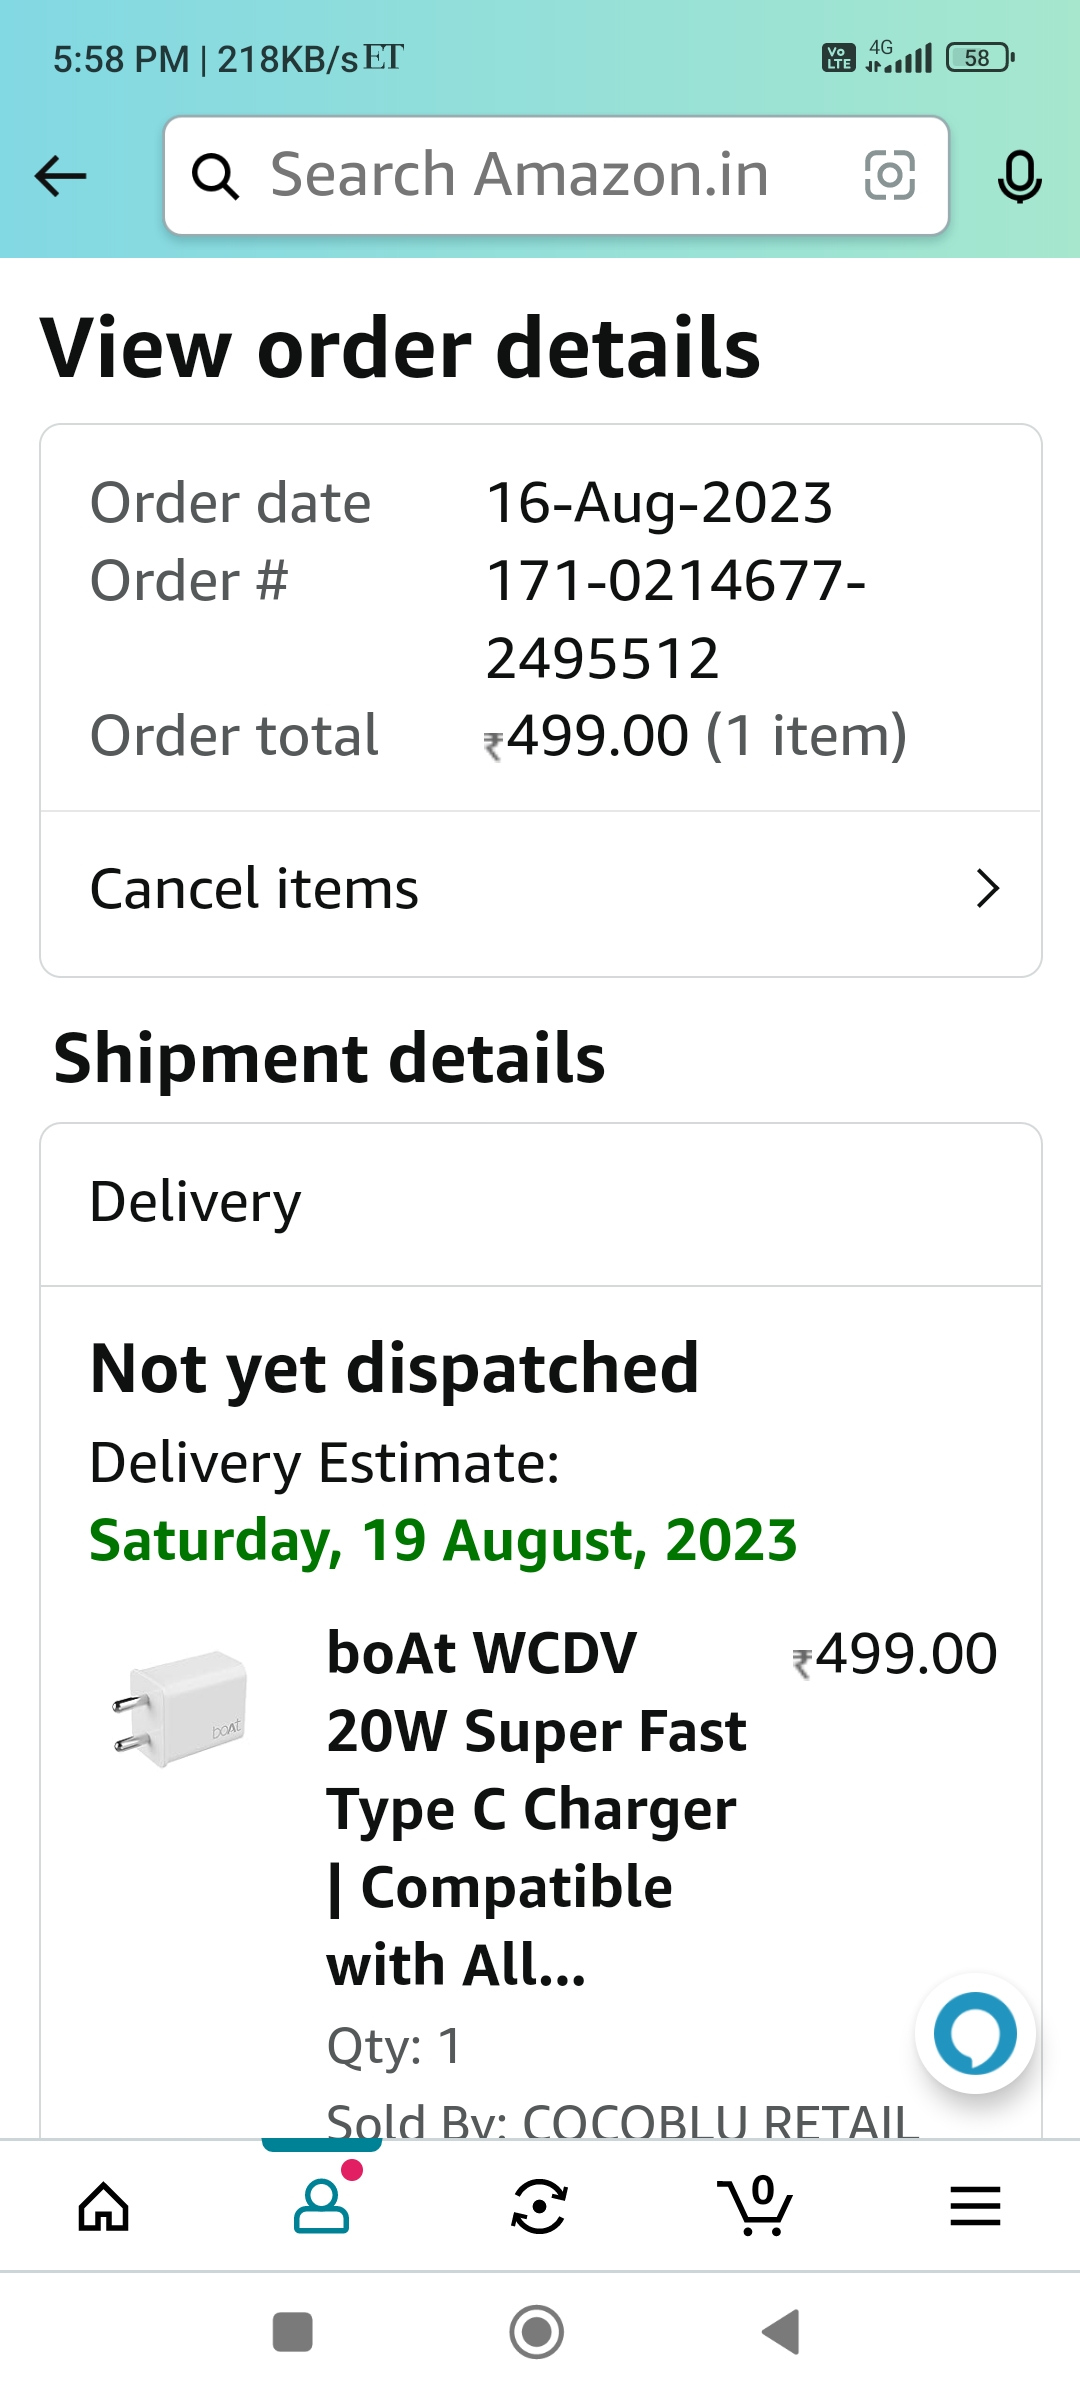 5:58 PM | 218KB/s ET
Vo LTE 4G 58
Search Amazon.in
View order details
Order date 16-Aug-2023
Order # 171-0214677-
2495512
Order total ₹499.00 (1 item)
Cancel items
Shipment details
Delivery
Not yet dispatched
Delivery Estimate:
Saturday, 19 August, 2023
boAt WCDV ₹499.00
20W Super Fast
Type C Charger
| Compatible
with All...
boAt
Qty: 1
Sold By: COCOBLU RETAIL
0